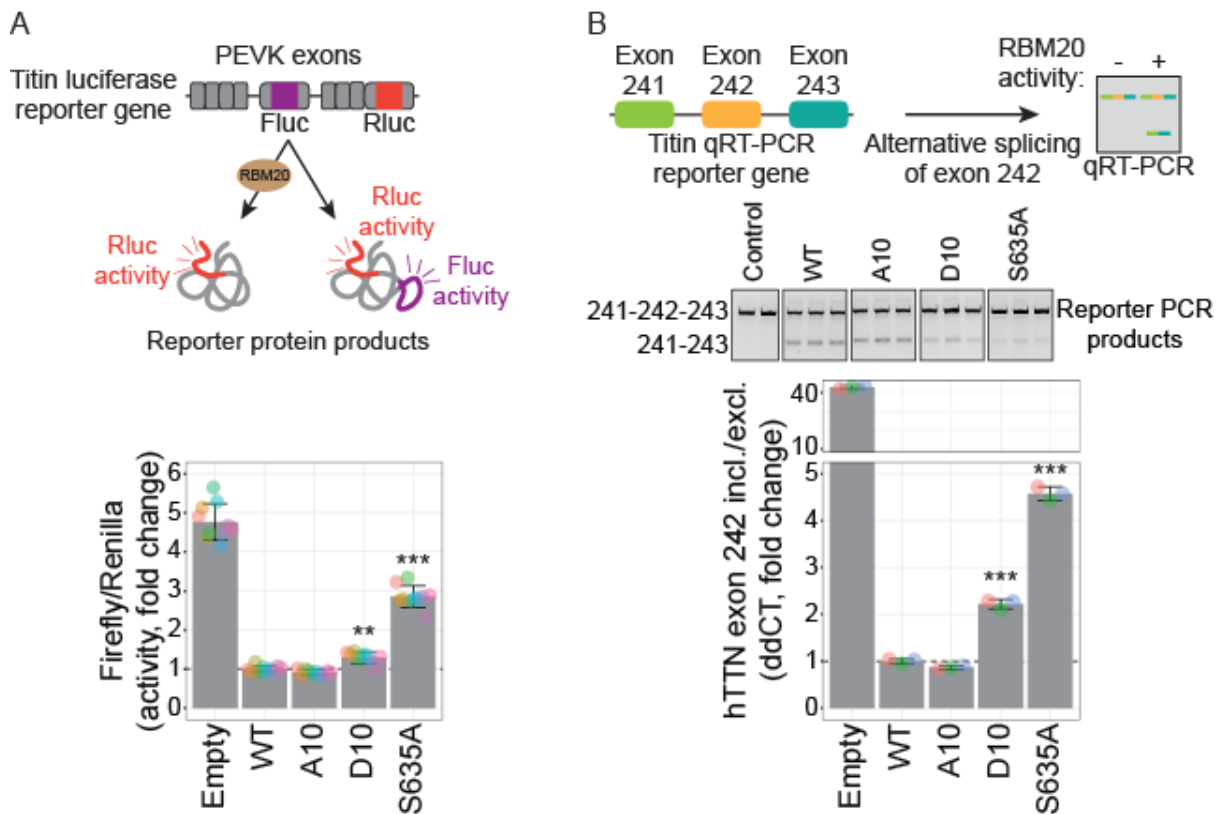 A
PEVK exons
Titin luciferase
reporter gene
Fluc
Rluc
RBM20
Rluc
activity
Rluc
activity
Fluc
activity
Reporter protein products
Firefly/Renilla
(activity, fold change)
6
5
4
3
2
1
0
**
***
Empty
WT
A10
D10
S635A
B
Exon
241
Exon
242
Exon
243
Titin qRT-PCR
reporter gene
Alternative splicing
of exon 242
RBM20
activity:
- +
qRT-PCR
Control
WT
A10
D10
S635A
241-242-243
241-243
Reporter PCR
products
hTTN exon 242 incl./excl.
(ddCT, fold change)
40
10
5
4
3
2
1
0
***
***
Empty
WT
A10
D10
S635A